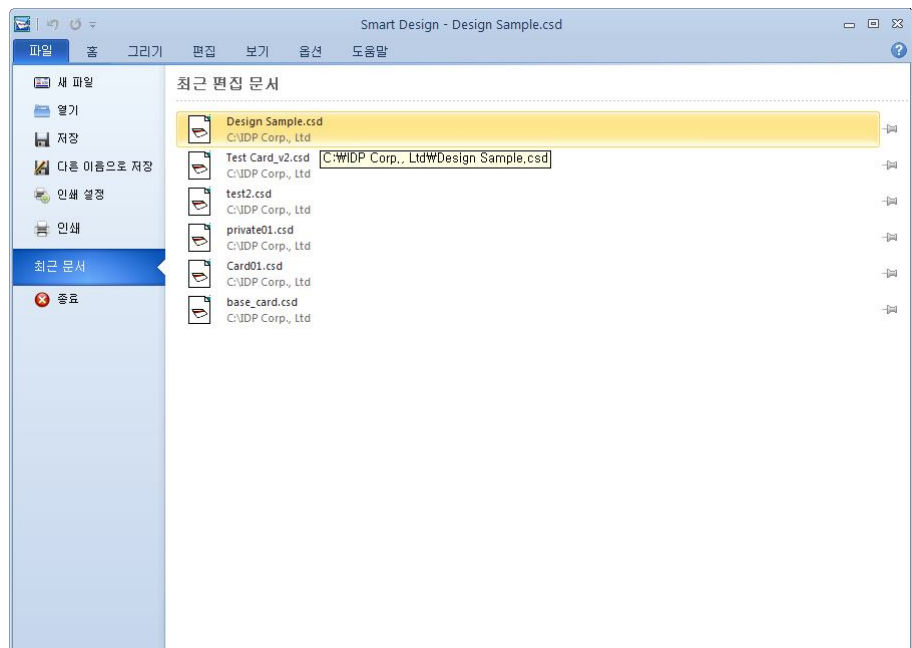 Smart Design - Design Sample.csd
파일 홈 그리기 편집 보기 옵션 도움말
새 파일
열기
저장
다른 이름으로 저장
인쇄 설정
인쇄
최근 문서
종료
최근 편집 문서
Design Sample.csd
C:\IDP Corp., Ltd
Test Card_v2.csd
C:\IDP Corp., Ltd
C:₩IDP Corp., Ltd₩Design Sample.csd
test2.csd
C:\IDP Corp., Ltd
private01.csd
C:\IDP Corp., Ltd
Card01.csd
C:\IDP Corp., Ltd
base_card.csd
C:\IDP Corp., Ltd